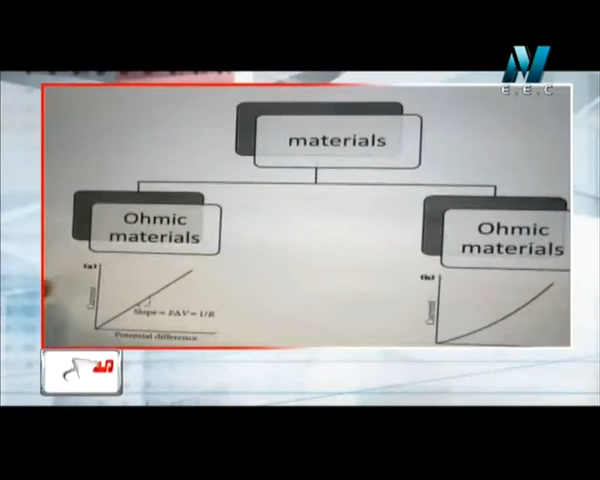 E.E.C
materials
Ohmic
materials
Ohmic
materials
(a)
Current
Slope = I/ΔV = 1/R
Potential difference
(b)
Current